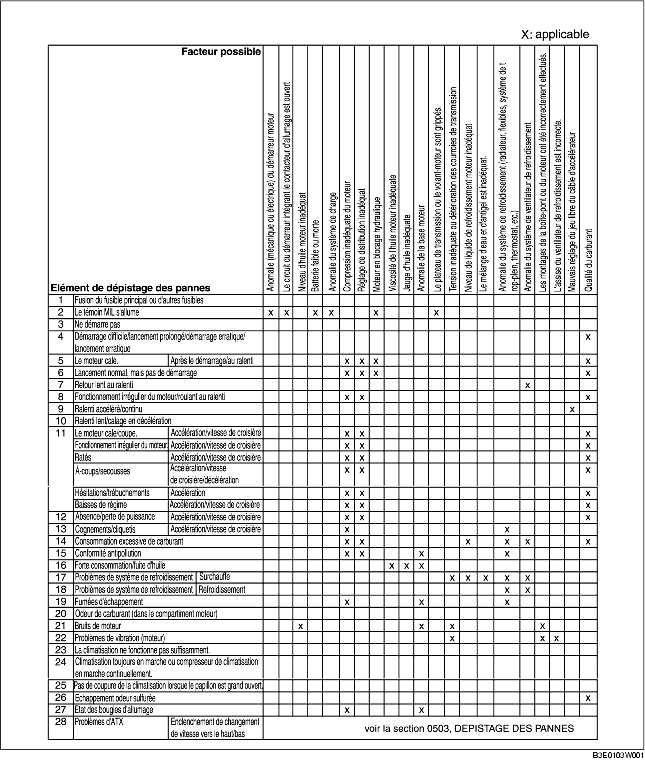 X: applicable
Facteur possible
Elément de dépistage des pannes
Anomalie (mécanique ou électrique) du démarreur moteur
Le circuit du démarreur intégrant le contacteur d'allumage est ouvert
Niveau d'huile moteur inadéquat
Batterie faible ou morte
Anomalie du système de charge
Compression inadéquate du moteur
Réglage de distribution inadéquat
Moteur en blocage hydraulique
Viscosité de l'huile moteur inadéquate
Jauge d'huile inadéquate
Anomalie de la base moteur
Le plateau de transmission ou le volant-moteur sont grippés.
Tension inadéquate ou détérioration des courroies de transmission
Niveau de liquide de refroidissement moteur inadéquat
Le mélange d'eau et d'antigel est inadéquat.
Anomalie du système de refroidissement (radiateur, flexibles, système de t
rop-plein, thermostat, etc.)
Anomalie du système de ventilateur de refroidissement
Les montages de la boîte-pont ou du moteur ont été incorrectement effectués.
L'assise du ventilateur de refroidissement est incorrecte.
Mauvais réglage du jeu libre du câble d'accélérateur
Qualité du carburant
1 Fusion du fusible principal ou d'autres fusibles
2 Le témoin MIL s'allume X X X X X X
3 Ne démarre pas
4 Démarrage difficile/lancement prolongé/démarrage erratique/
lancement erratique X
5 Le moteur cale. Après le démarrage/au ralenti X X X X
6 Lancement normal, mais pas de démarrage X X X X
7 Retour lent au ralenti X
8 Fonctionnement irrégulier du moteur/roulant au ralenti X X X
9 Ralenti accéléré/continu X
10 Ralenti lent/calage en décélération
11 Le moteur cale/coupe. Accélération/vitesse de croisière X X X
Fonctionnement irrégulier du moteur. Accélération/vitesse de croisière X X X
Ratés Accélération/vitesse de croisière X X X
A-coups/secousses Accélération/vitesse X X X
de croisière/décélération
Hésitations/trébuchements Accélération X X X
Baisses de régime Accélération/vitesse de croisière X X X
12 Absence/perte de puissance Accélération/vitesse de croisière X X X
13 Cognements/cliquetis Accélération/vitesse de croisière X X
14 Consommation excessive de carburant X X X X X X
15 Conformité antipollution X X X X
16 Forte consommation/fuite d'huile X X X
17 Problèmes de système de refroidissement Surchauffe X X X X X
18 Problèmes de système de refroidissement Refroidissement X X
19 Fumées d'échappement X X X
20 Odeur de carburant (dans le compartiment moteur)
21 Bruits de moteur X X X X
22 Problèmes de vibration (moteur) X X X
23 La climatisation ne fonctionne pas suffisamment.
24 Climatisation toujours en marche ou compresseur de climatisation
en marche continuellement.
25 Pas de coupure de la climatisation lorsque le papillon est grand ouvert.
26 Echappement odeur sulfurée X
27 Etat des bougies d'allumage X X
28 Problèmes d'ATX Enclenchement de changement
de vitesse vers le haut/bas
voir la section 0503, DEPISTAGE DES PANNES
B3E0103W001